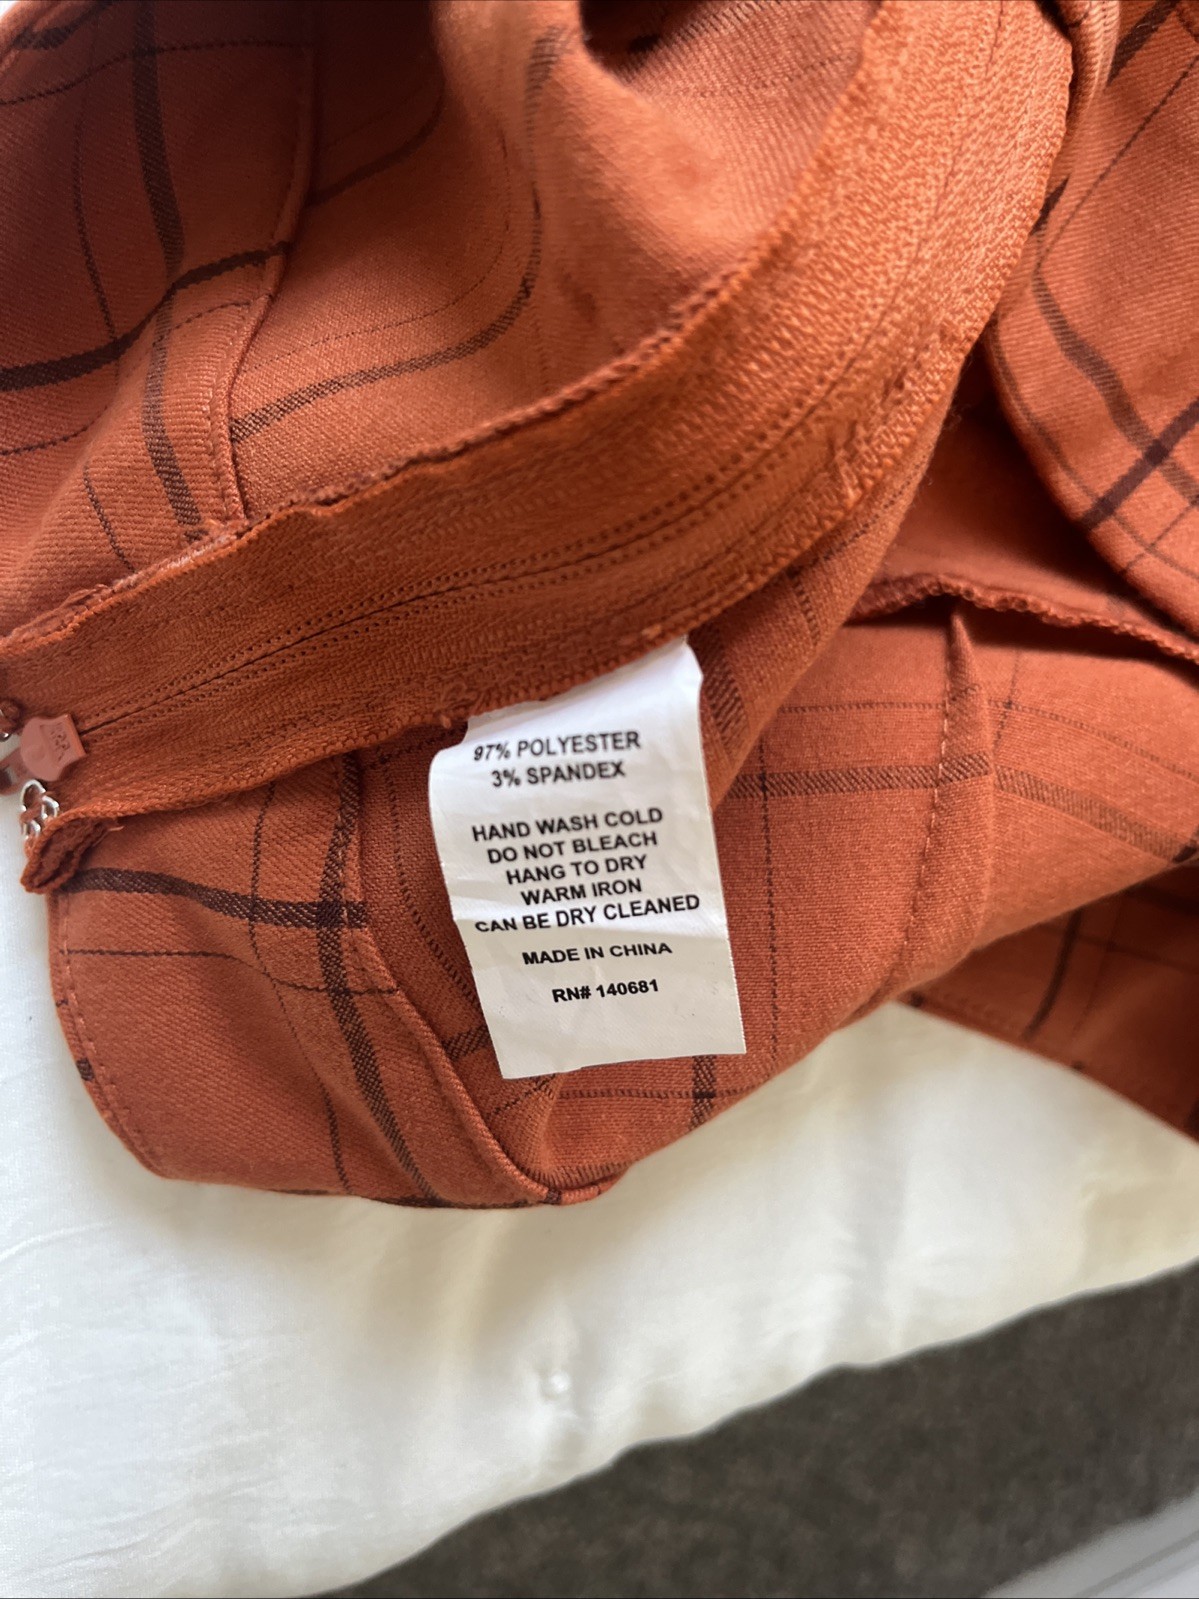 97% POLYESTER
3% SPANDEX
HAND WASH COLD
DO NOT BLEACH
HANG TO DRY
WARM IRON
CAN BE DRY CLEANED
MADE IN CHINA
RN# 140681